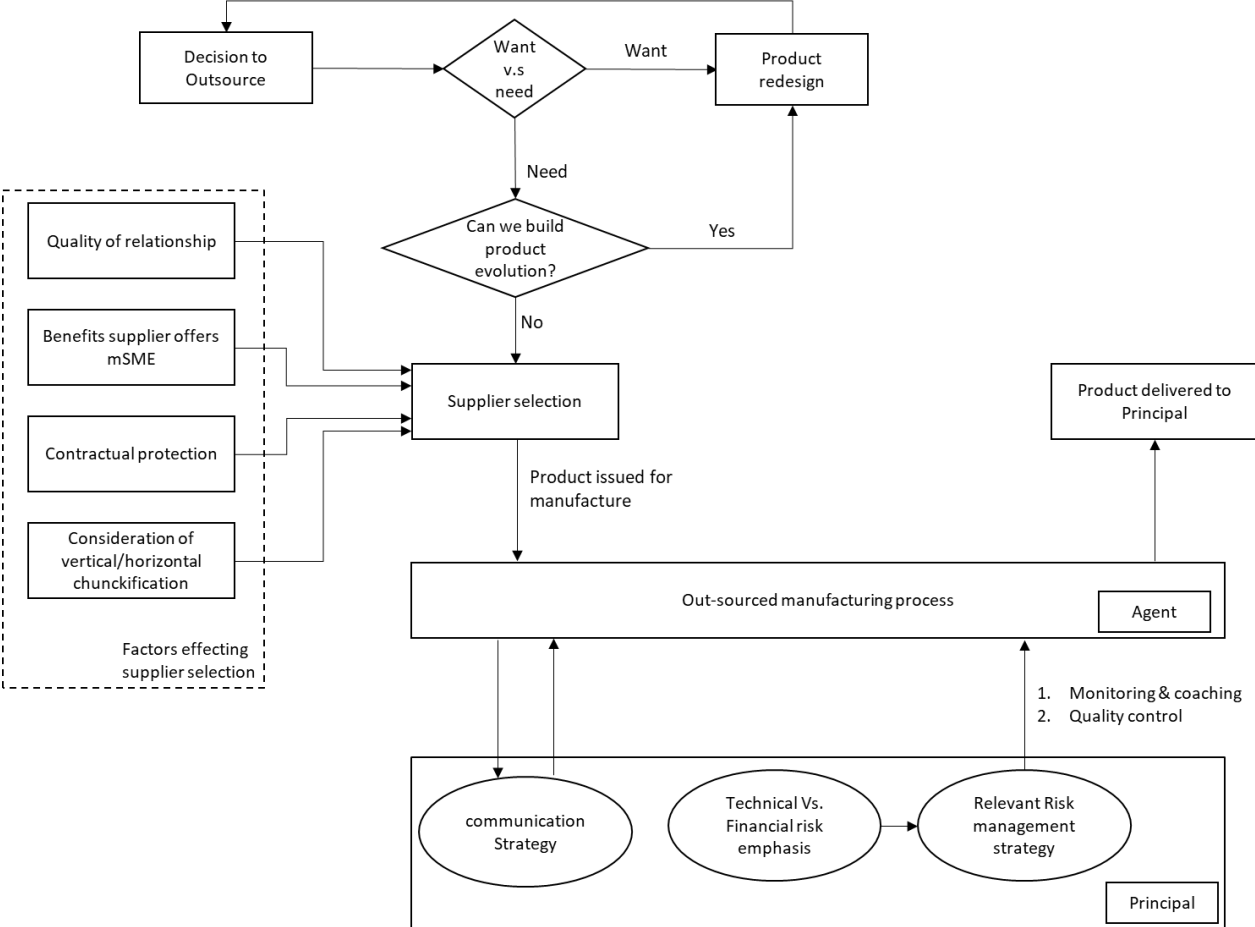 Decision to
Outsource
Want
v.s
need
Want
Product
redesign
Need
Can we build
product
evolution?
Yes
No
Quality of relationship
Benefits supplier offers
mSME
Contractual protection
Consideration of
vertical/horizontal
chunckification
Factors effecting
supplier selection
Supplier selection
Product issued for
manufacture
Product delivered to
Principal
Out-sourced manufacturing process
Agent
1. Monitoring & coaching
2. Quality control
communication
Strategy
Technical Vs.
Financial risk
emphasis
Relevant Risk
management
strategy
Principal